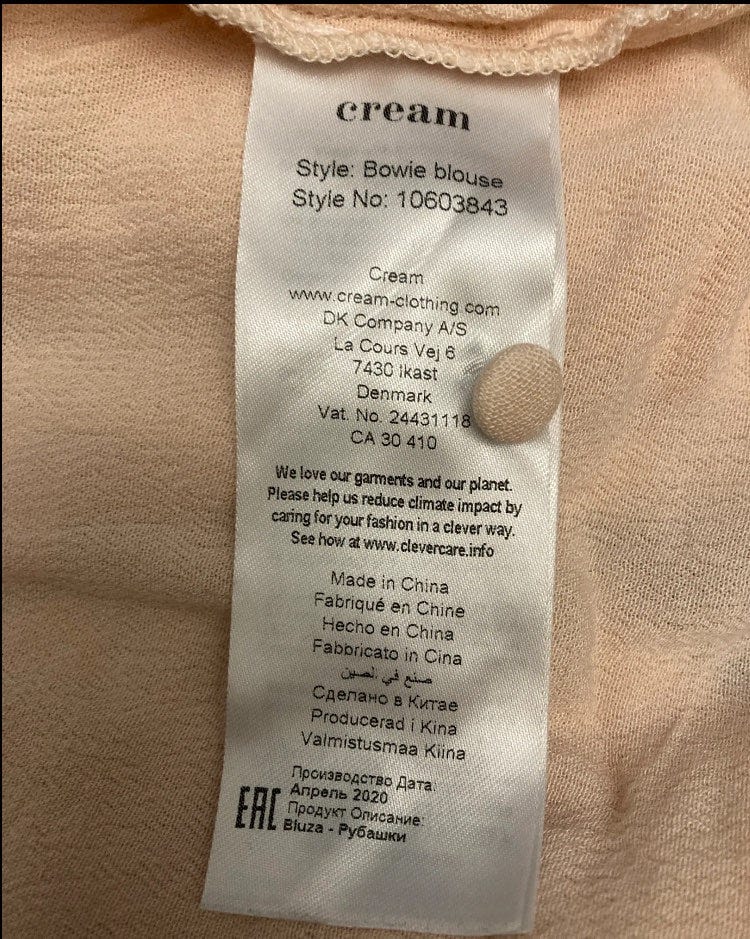 cream
Style: Bowie blouse
Style No: 10603843
Cream
www.cream-clothing.com
DK Company A/S
La Cours Vej 6
7430 Ikast
Denmark
Vat. No. 24431118
CA 30 410
We love our garments and our planet.
Please help us reduce climate impact by
caring for your fashion in a clever way.
See how at www.clevercare.info
Made in China
Fabriqué en Chine
Hecho en China
Fabbricato in Cina
صنع في الصين
Сделано в Китае
Producerad i Kina
Valmistusmaa Kiina
Производство Дата:
Апрель 2020
EAC Продукт Описание:
Bluza - Рубашки